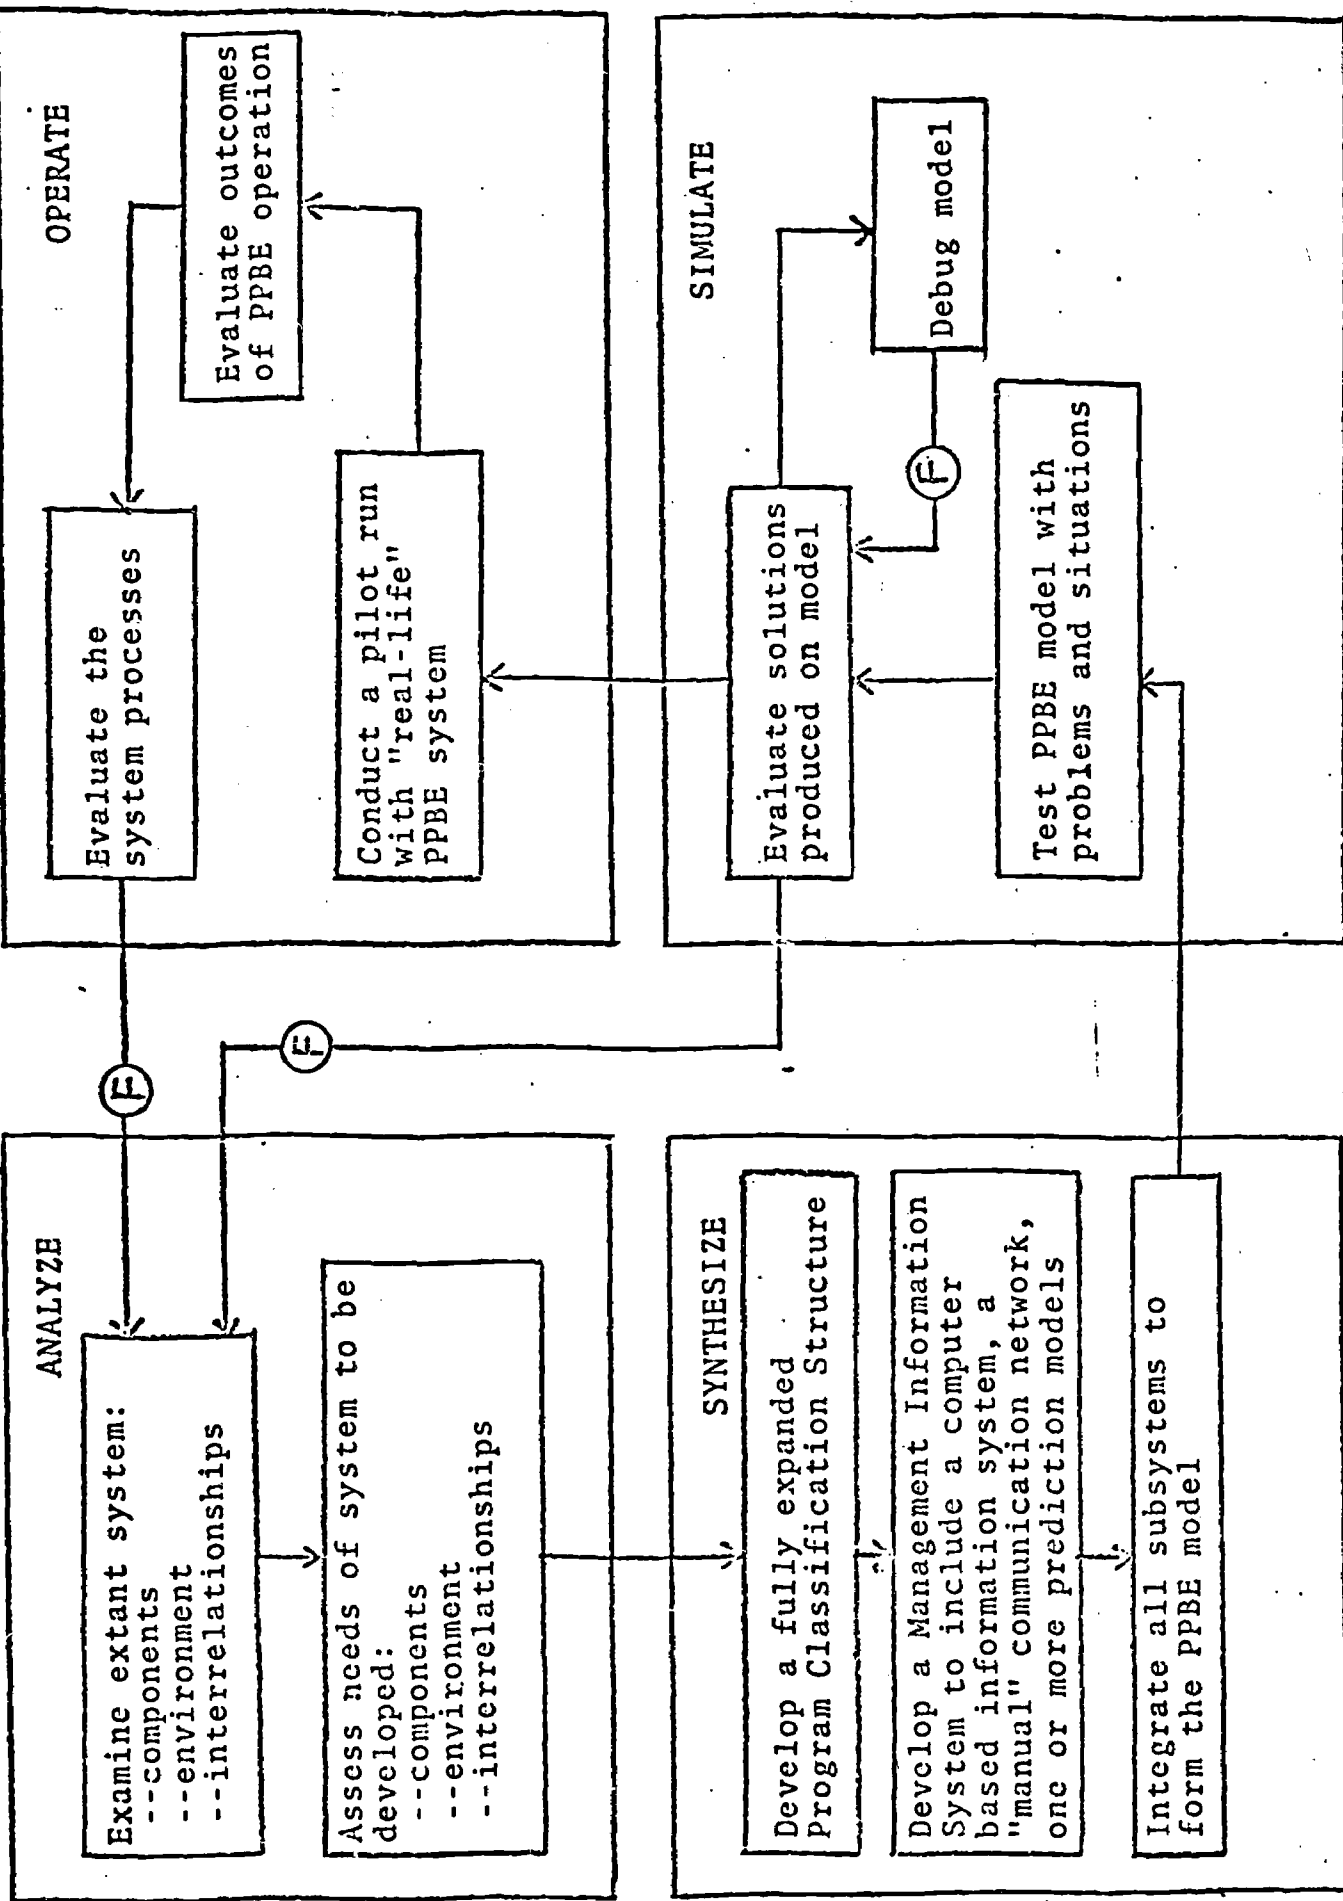 ANALYZE
Examine extant system:
--components
--environment
--interrelationships
Assess needs of system to be
developed:
--components
--environment
--interrelationships
SYNTHESIZE
Develop a fully expanded
Program Classification Structure
Develop a Management Information
System to include a computer
based information system, a
"manual" communication network,
one or more prediction models
Integrate all subsystems to
form the PPBE model
F
F
OPERATE
Evaluate the
system processes
Evaluate outcomes
of PPBE operation
Conduct a pilot run
with "real-life"
PPBE system
SIMULATE
Evaluate solutions
produced on model
F
Debug model
Test PPBE model with
problems and situations